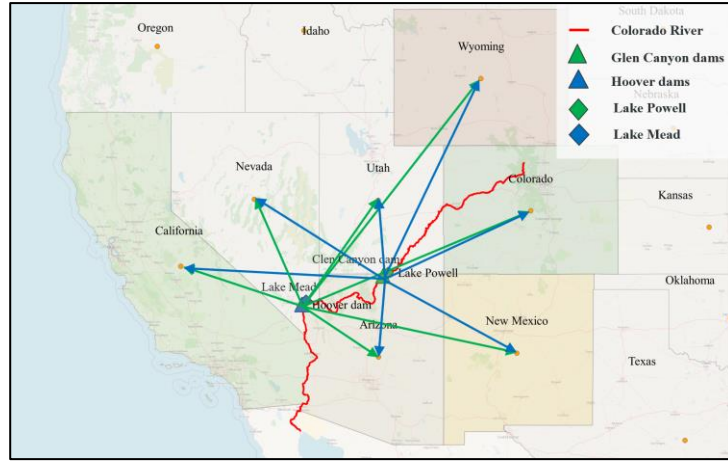 South Dakota
Oregon
Idaho
Colorado River
Wyoming
Glen Canyon dams
Hoover dams
Nebraska
Lake Powell
Lake Mead
Nevada
Utah
Colorado
Kansas
California
Clen Canyon dam
Lake Powell
Oklahoma
Lake Mead
Hoover dam
Arizona
New Mexico
Texas